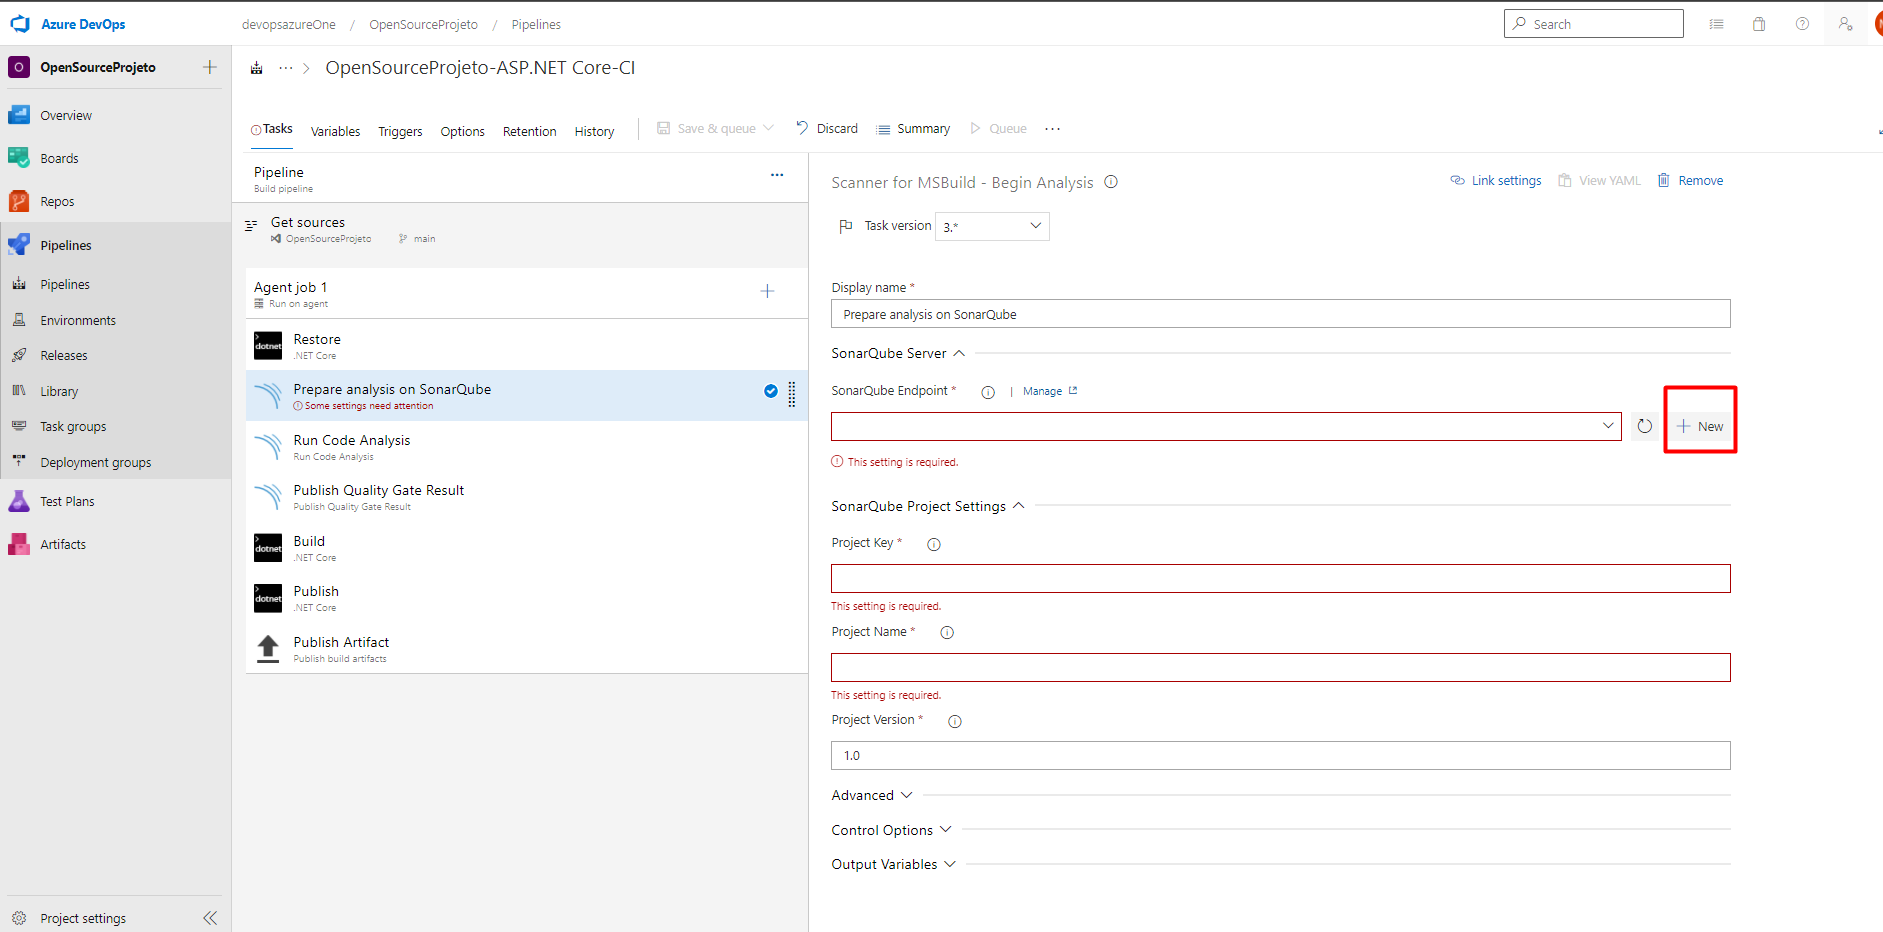 Azure DevOps
devopsazureOne / OpenSourceProjeto / Pipelines
Search
O OpenSourceProjeto
Overview
Boards
Repos
Pipelines
Pipelines
Environments
Releases
Library
Task groups
Deployment groups
Test Plans
Artifacts
Project settings
··· > OpenSourceProjeto-ASP.NET Core-CI
Tasks Variables Triggers Options Retention History Save & queue Discard Summary Queue ···
Pipeline
Build pipeline
Get sources
OpenSourceProjeto main
Agent job 1
Run on agent
dotnet
Restore
.NET Core
Prepare analysis on SonarQube
Some settings need attention
Run Code Analysis
Run Code Analysis
Publish Quality Gate Result
Publish Quality Gate Result
dotnet
Build
.NET Core
dotnet
Publish
.NET Core
Publish Artifact
Publish build artifacts
Scanner for MSBuild - Begin Analysis
Link settings View YAML Remove
Task version 3.*
Display name *
Prepare analysis on SonarQube
SonarQube Server
SonarQube Endpoint * | Manage
New
This setting is required.
SonarQube Project Settings
Project Key *
This setting is required.
Project Name *
This setting is required.
Project Version *
1.0
Advanced
Control Options
Output Variables